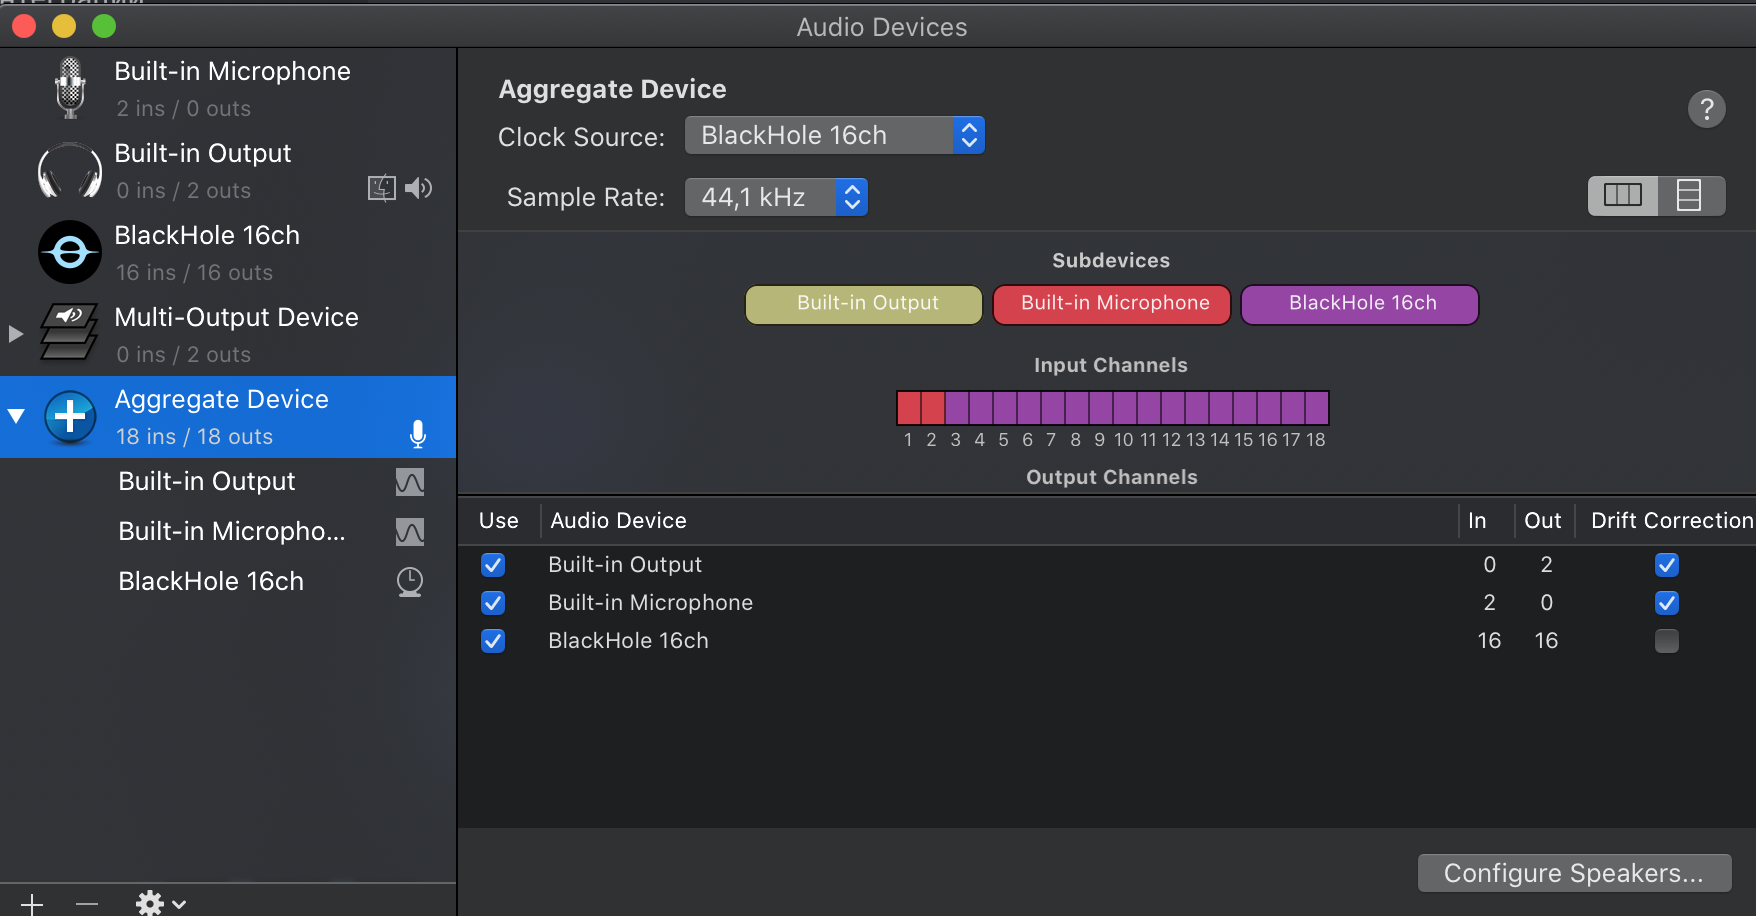 Audio Devices
Built-in Microphone
2 ins / 0 outs
Built-in Output
0 ins / 2 outs
BlackHole 16ch
16 ins / 16 outs
Multi-Output Device
0 ins / 2 outs
Aggregate Device
18 ins / 18 outs
Built-in Output
Built-in Micropho...
BlackHole 16ch
Aggregate Device
?
Clock Source: BlackHole 16ch
Sample Rate: 44,1 kHz
Subdevices
Built-in Output Built-in Microphone BlackHole 16ch
Input Channels
1 2 3 4 5 6 7 8 9 10 11 12 13 14 15 16 17 18
Output Channels
Use Audio Device In Out Drift Correction
Built-in Output 0 2
Built-in Microphone 2 0
BlackHole 16ch 16 16
Configure Speakers...